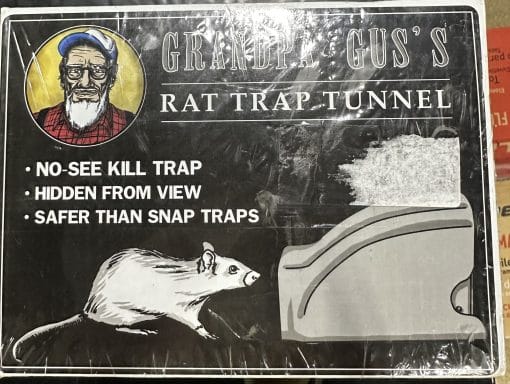 GRANDPA GUS'S
RAT TRAP TUNNEL
• NO-SEE KILL TRAP
• HIDDEN FROM VIEW
• SAFER THAN SNAP TRAPS